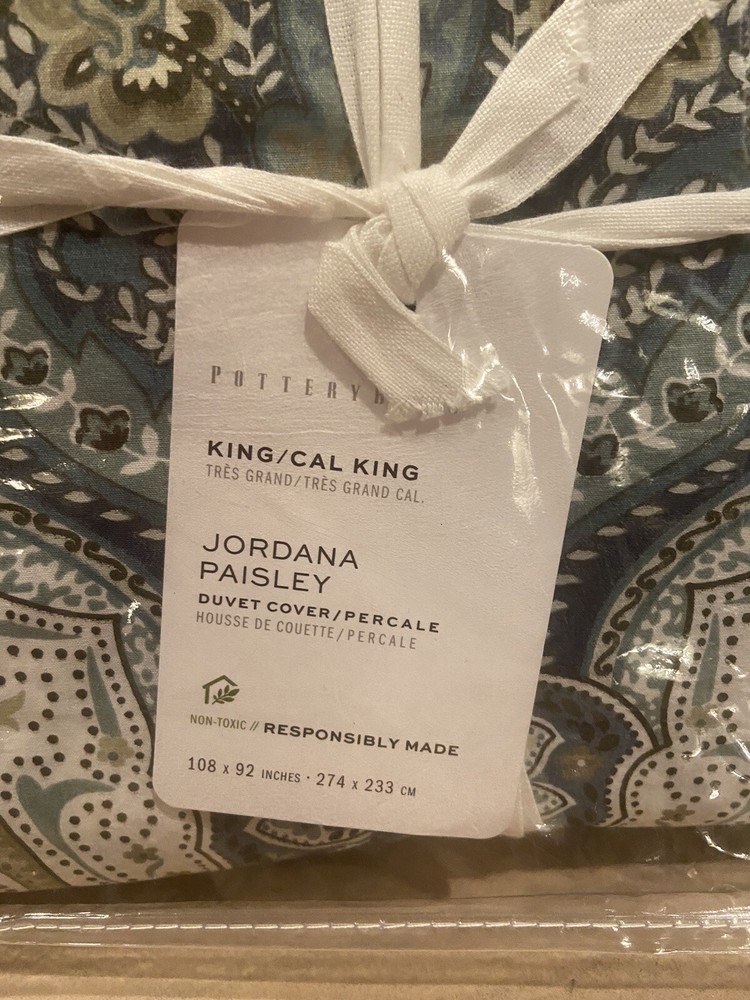 POTTERY
KING/CAL KING
TRÈS GRAND/TRÈS GRAND CAL.
JORDANA
PAISLEY
DUVET COVER/PERCALE
HOUSSE DE COUETTE/PERCALE
NON-TOXIC // RESPONSIBLY MADE
108 x 92 INCHES · 274 x 233 CM